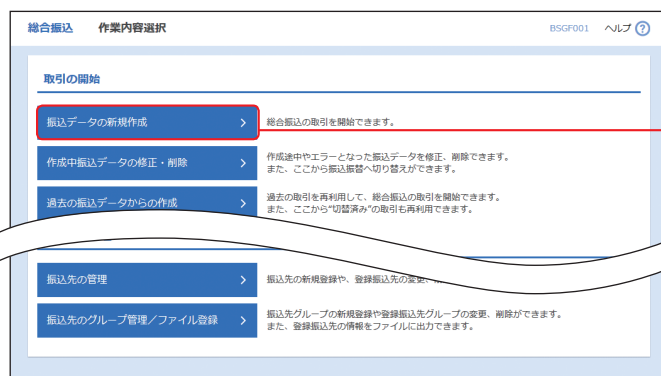 総合振込 作業内容選択 BSGF001 ヘルプ ?
取引の開始
振込データの新規作成 > 総合振込の取引を開始できます。
作成中振込データの修正・削除 > 作成途中やエラーとなった振込データを修正、削除できます。
また、ここから振込振替へ切り替えができます。
過去の振込データからの作成 > 過去の取引を再利用して、総合振込の取引を開始できます。
また、ここから"切替済み"の取引も再利用できます。
振込先の管理 > 振込先の新規登録や、登録振込先の変更、
振込先のグループ管理／ファイル登録 > 振込先グループの新規登録や登録振込先グループの変更、削除ができます。
また、登録振込先の情報をファイルに出力できます。